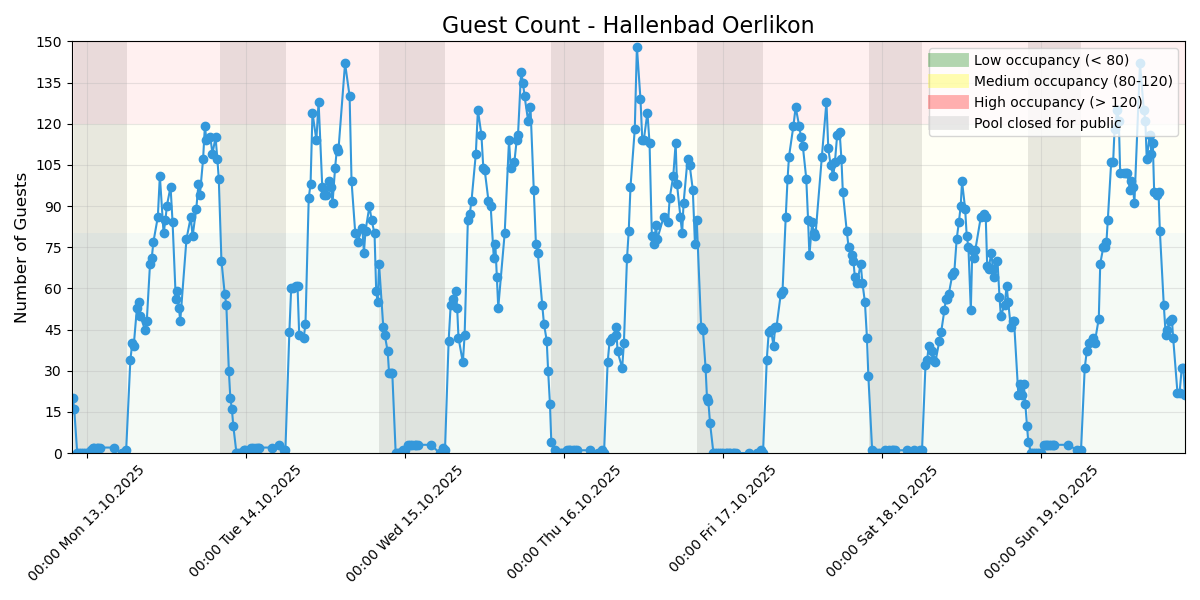 Guest Count - Hallenbad Oerlikon
Number of Guests
150
135
120
105
90
75
60
45
30
15
0
Low occupancy (< 80)
Medium occupancy (80-120)
High occupancy (> 120)
Pool closed for public
00:00 Mon 13.10.2025
00:00 Tue 14.10.2025
00:00 Wed 15.10.2025
00:00 Thu 16.10.2025
00:00 Fri 17.10.2025
00:00 Sat 18.10.2025
00:00 Sun 19.10.2025